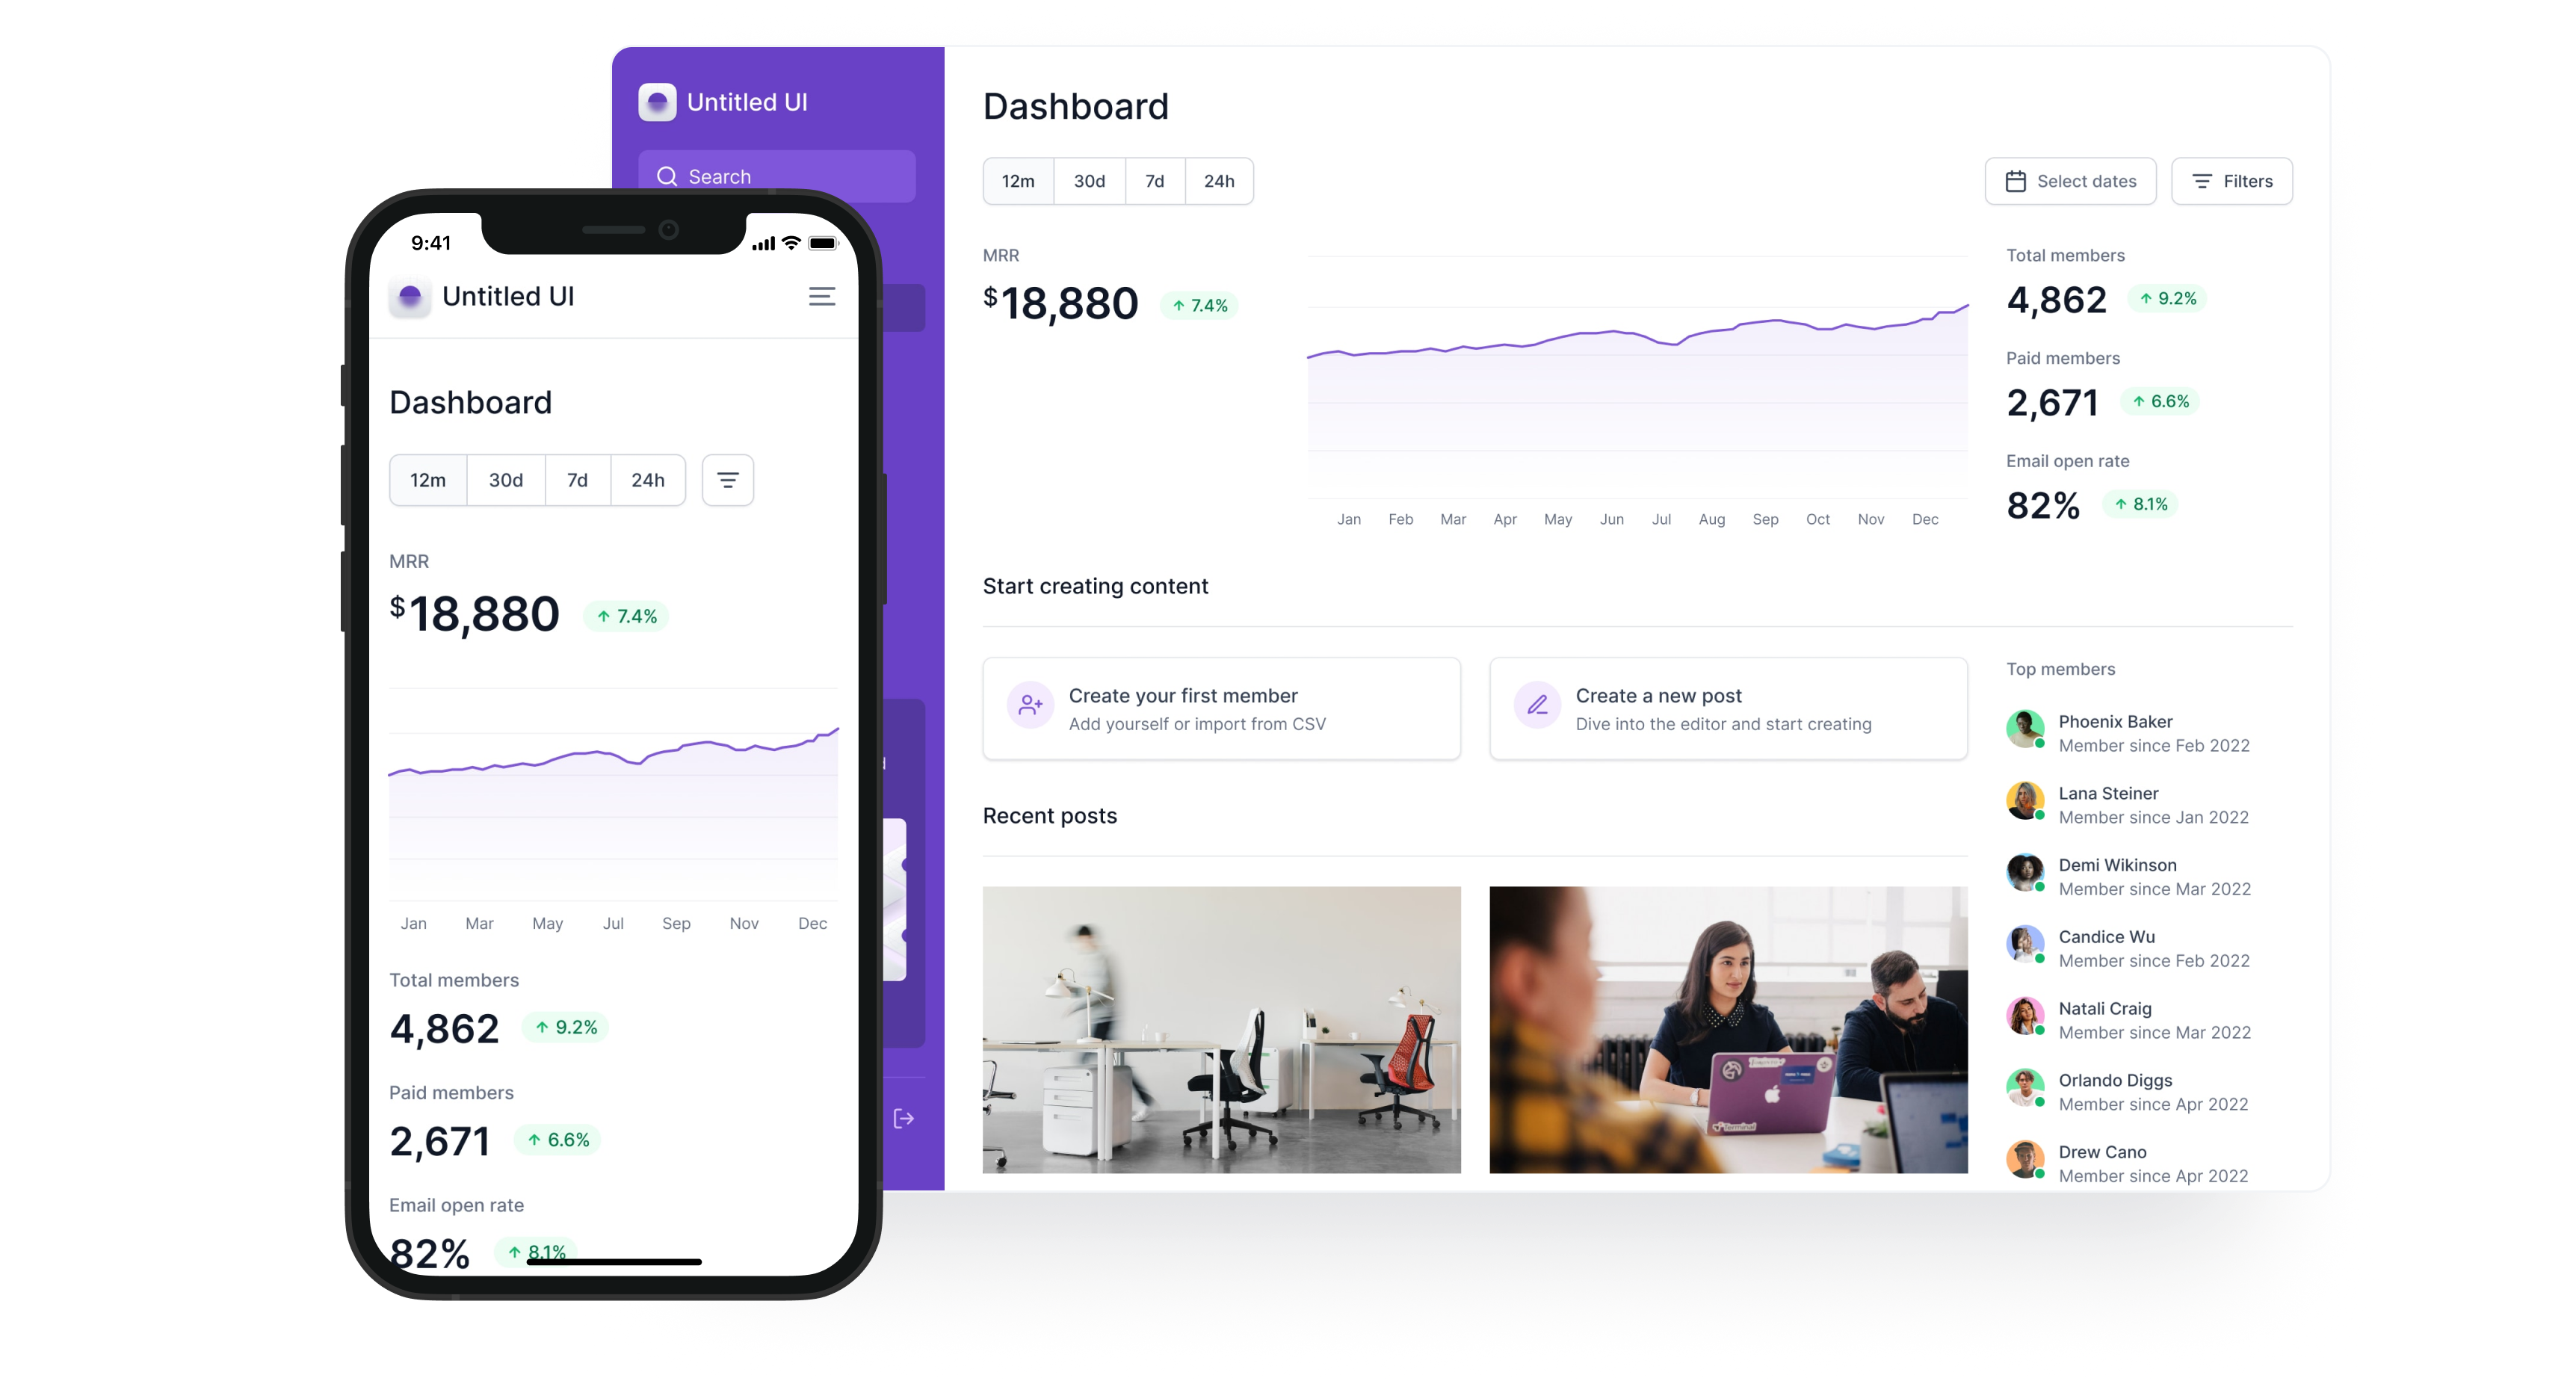 Untitled UI
Search
Dashboard
12m 30d 7d 24h
Select dates
Filters
MRR
$18,880
7.4%
Jan Feb Mar Apr May Jun Jul Aug Sep Oct Nov Dec
Total members
4,862
9.2%
Paid members
2,671
6.6%
Email open rate
82%
8.1%
Start creating content
Create your first member
Add yourself or import from CSV
Create a new post
Dive into the editor and start creating
Recent posts
Top members
Phoenix Baker
Member since Feb 2022
Lana Steiner
Member since Jan 2022
Demi Wikinson
Member since Mar 2022
Candice Wu
Member since Feb 2022
Natali Craig
Member since Mar 2022
Orlando Diggs
Member since Apr 2022
Drew Cano
Member since Apr 2022
9:41
Untitled UI
Dashboard
12m 30d 7d 24h
MRR
$18,880
7.4%
Jan Mar May Jul Sep Nov Dec
Total members
4,862
9.2%
Paid members
2,671
6.6%
Email open rate
82%
8.1%